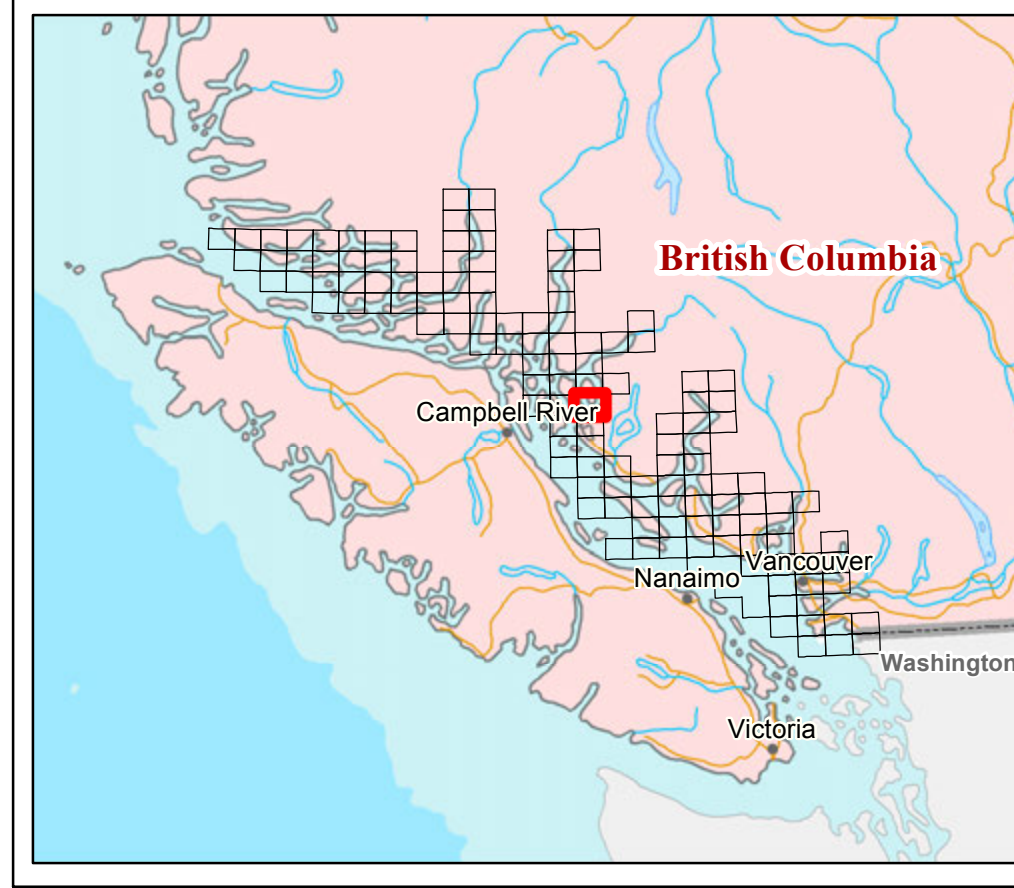 British Columbia
Campbell River
Vancouver
Nanaimo
Washington
Victoria